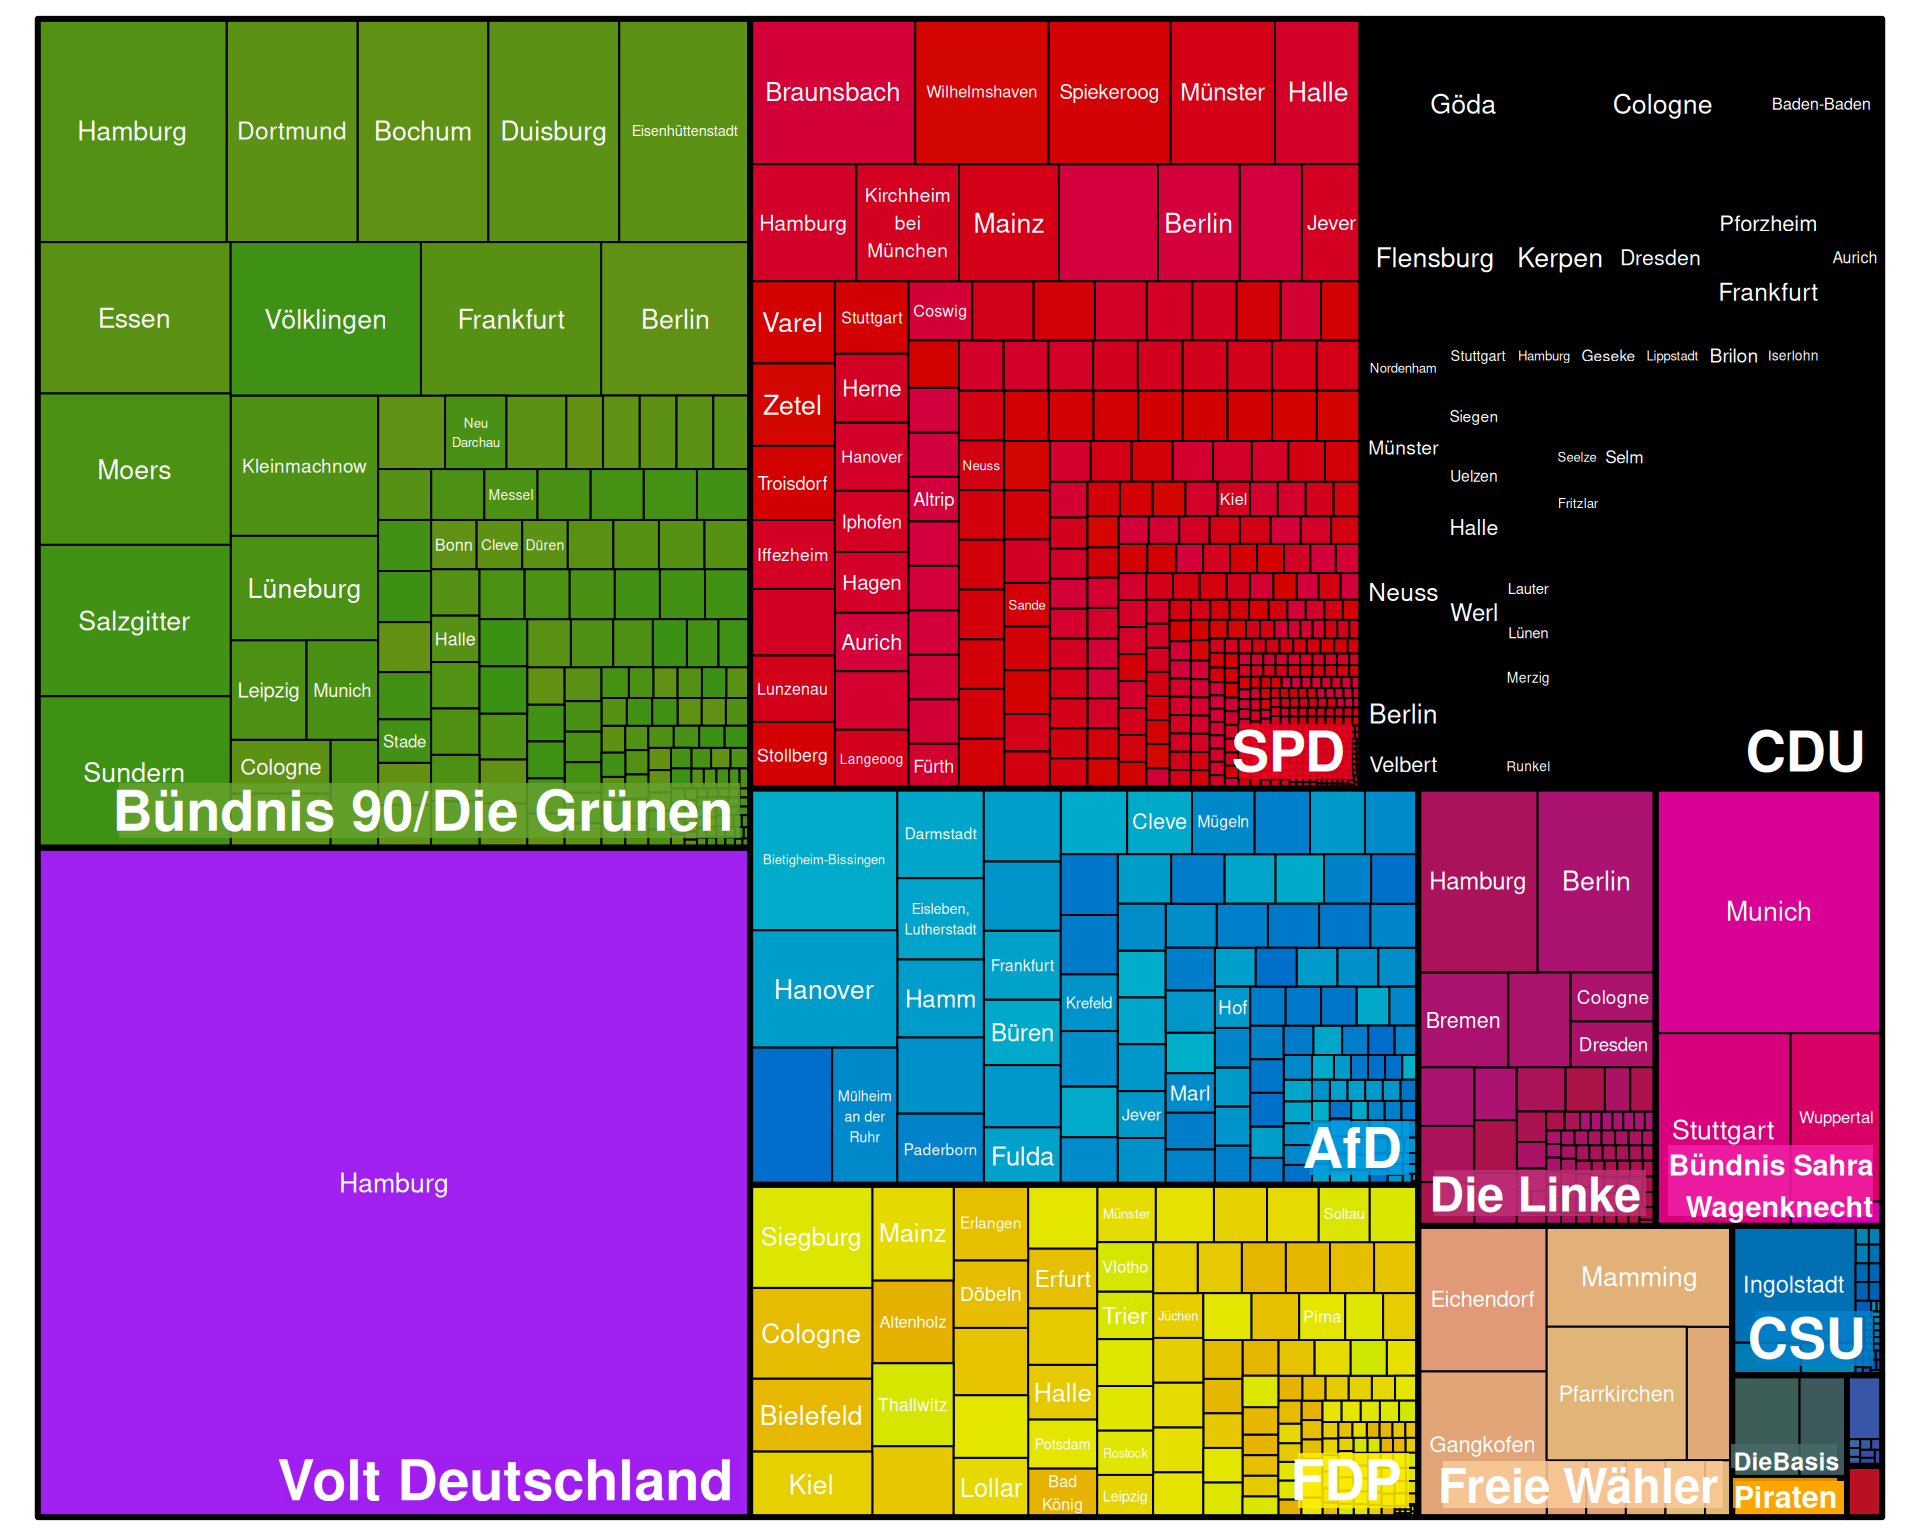 Hamburg
Dortmund
Bochum
Duisburg
Eisenhüttenstadt
Essen
Völklingen
Frankfurt
Berlin
Moers
Kleinmachnow
Neu
Darchau
Messel
Salzgitter
Lüneburg
Bonn
Cleve
Düren
Halle
Leipzig
Munich
Stade
Sundern
Cologne
Bündnis 90/Die Grünen
Hamburg
Volt Deutschland
Braunsbach
Wilhelmshaven
Spiekeroog
Münster
Halle
Hamburg
Kirchheim
bei
München
Mainz
Berlin
Jever
Varel
Stuttgart
Coswig
Zetel
Herne
Troisdorf
Hanover
Neuss
Altrip
Kiel
Iffezheim
Iphofen
Hagen
Sande
Aurich
Lunzenau
Stollberg
Langeoog
Fürth
SPD
Göda
Cologne
Baden-Baden
Flensburg
Kerpen
Dresden
Pforzheim
Aurich
Frankfurt
Nordenham
Stuttgart
Hamburg
Geseke
Lippstadt
Brilon
Iserlohn
Siegen
Münster
Uelzen
Seelze
Selm
Fritzlar
Halle
Neuss
Werl
Lauter
Lünen
Merzig
Berlin
Velbert
Runkel
CDU
Bietigheim-Bissingen
Darmstadt
Cleve
Mügeln
Eisleben,
Lutherstadt
Hanover
Hamm
Frankfurt
Büren
Krefeld
Hof
Mülheim
an der
Ruhr
Marl
Jever
Paderborn
Fulda
AfD
Hamburg
Berlin
Bremen
Cologne
Dresden
Die Linke
Munich
Stuttgart
Wuppertal
Bündnis Sahra
Wagenknecht
Siegburg
Mainz
Erlangen
Münster
Soltau
Cologne
Altenholz
Döbeln
Erfurt
Vlotho
Trier
Jüchen
Pirna
Bielefeld
Thallwitz
Halle
Potsdam
Rostock
Kiel
Lollar
Bad
König
Leipzig
FDP
Eichendorf
Mamming
Pfarrkirchen
Gangkofen
Freie Wähler
Ingolstadt
CSU
DieBasis
Piraten